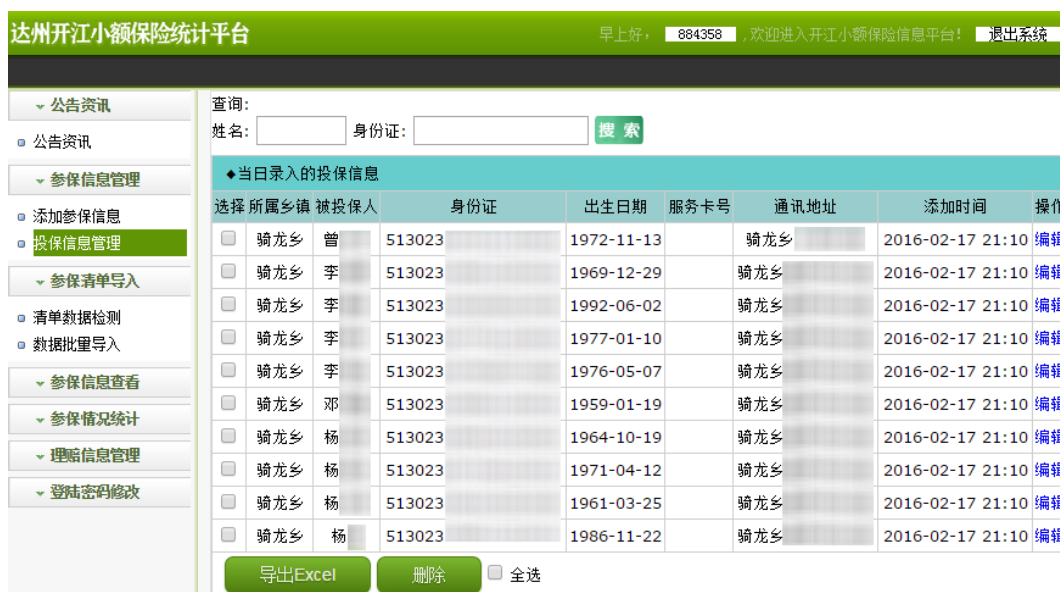 达州开江小额保险统计平台
早上好， 884358 ,欢迎进入开江小额保险信息平台! 退出系统
公告资讯
公告资讯
参保信息管理
添加参保信息
投保信息管理
参保清单导入
清单数据检测
数据批量导入
参保信息查看
参保情况统计
理赔信息管理
登陆密码修改
查询:
姓名: 身份证: 搜 索
◆当日录入的投保信息
选择 所属乡镇 被投保人 身份证 出生日期 服务卡号 通讯地址 添加时间 操作
骑龙乡 曾 513023 1972-11-13 骑龙乡 2016-02-17 21:10 编辑
骑龙乡 李 513023 1969-12-29 骑龙乡 2016-02-17 21:10 编辑
骑龙乡 李 513023 1992-06-02 骑龙乡 2016-02-17 21:10 编辑
骑龙乡 李 513023 1977-01-10 骑龙乡 2016-02-17 21:10 编辑
骑龙乡 李 513023 1976-05-07 骑龙乡 2016-02-17 21:10 编辑
骑龙乡 邓 513023 1959-01-19 骑龙乡 2016-02-17 21:10 编辑
骑龙乡 杨 513023 1964-10-19 骑龙乡 2016-02-17 21:10 编辑
骑龙乡 杨 513023 1971-04-12 骑龙乡 2016-02-17 21:10 编辑
骑龙乡 杨 513023 1961-03-25 骑龙乡 2016-02-17 21:10 编辑
骑龙乡 杨 513023 1986-11-22 骑龙乡 2016-02-17 21:10 编辑
导出Excel 删除 全选